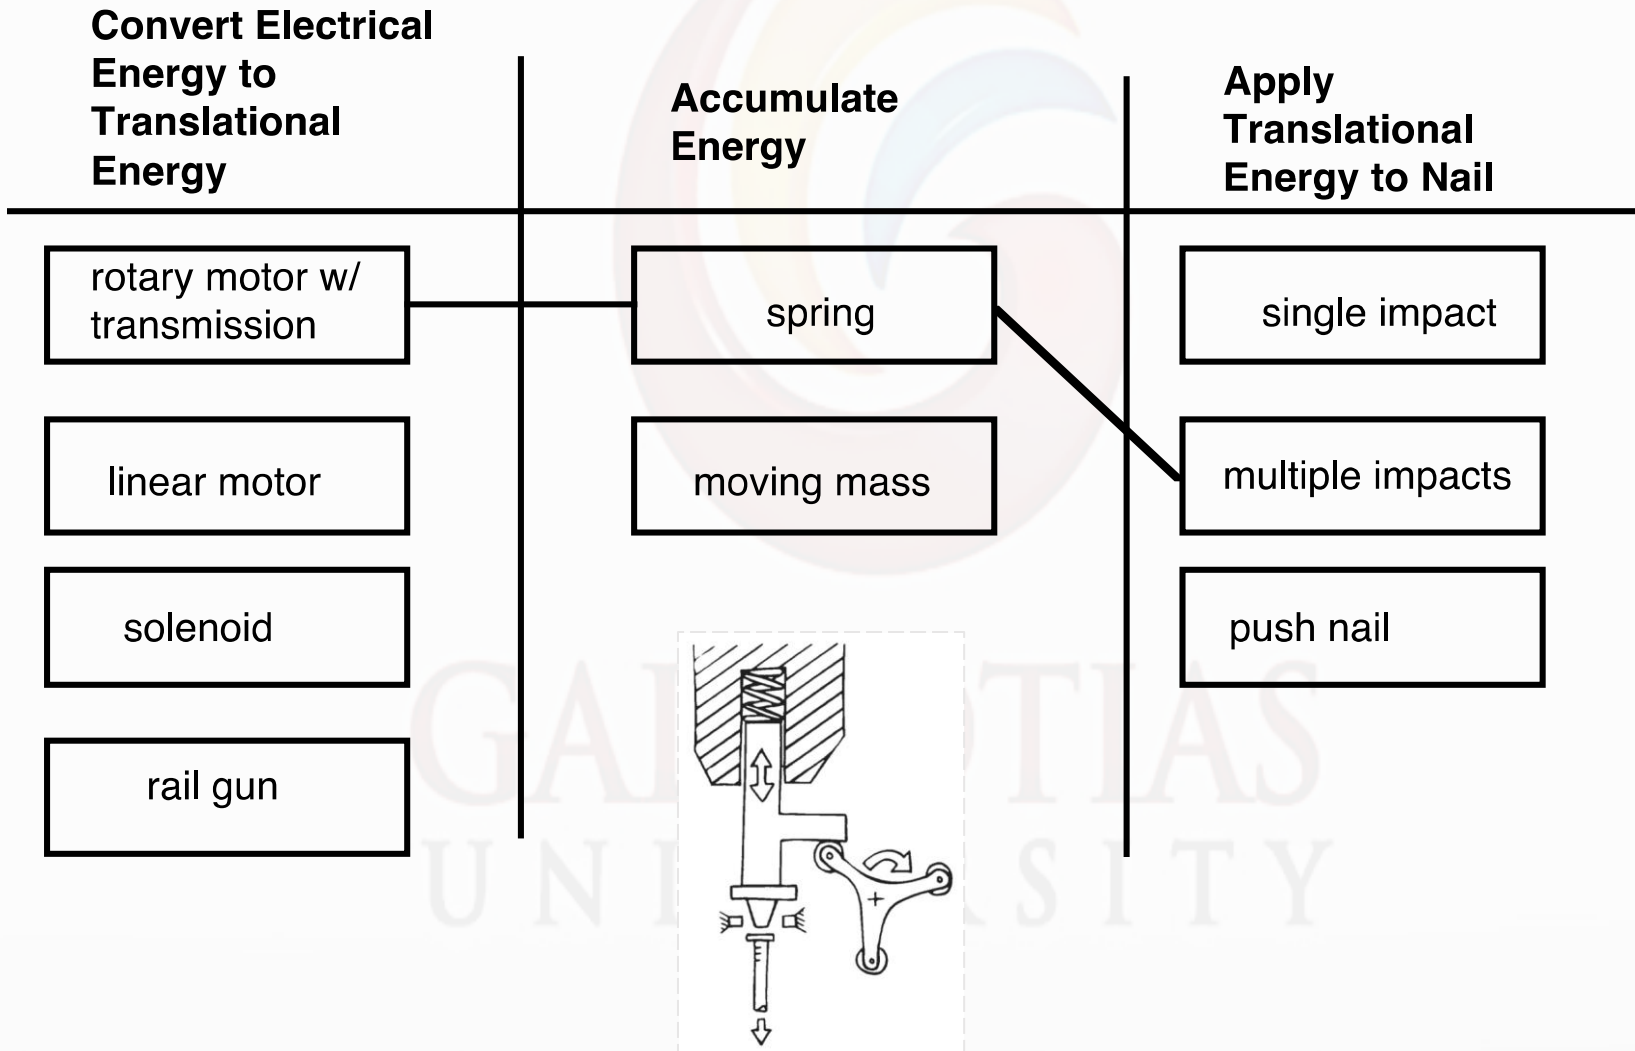 Convert Electrical
Energy to
Translational
Energy
Accumulate
Energy
Apply
Translational
Energy to Nail
rotary motor w/
transmission
spring
single impact
linear motor
moving mass
multiple impacts
solenoid
push nail
rail gun